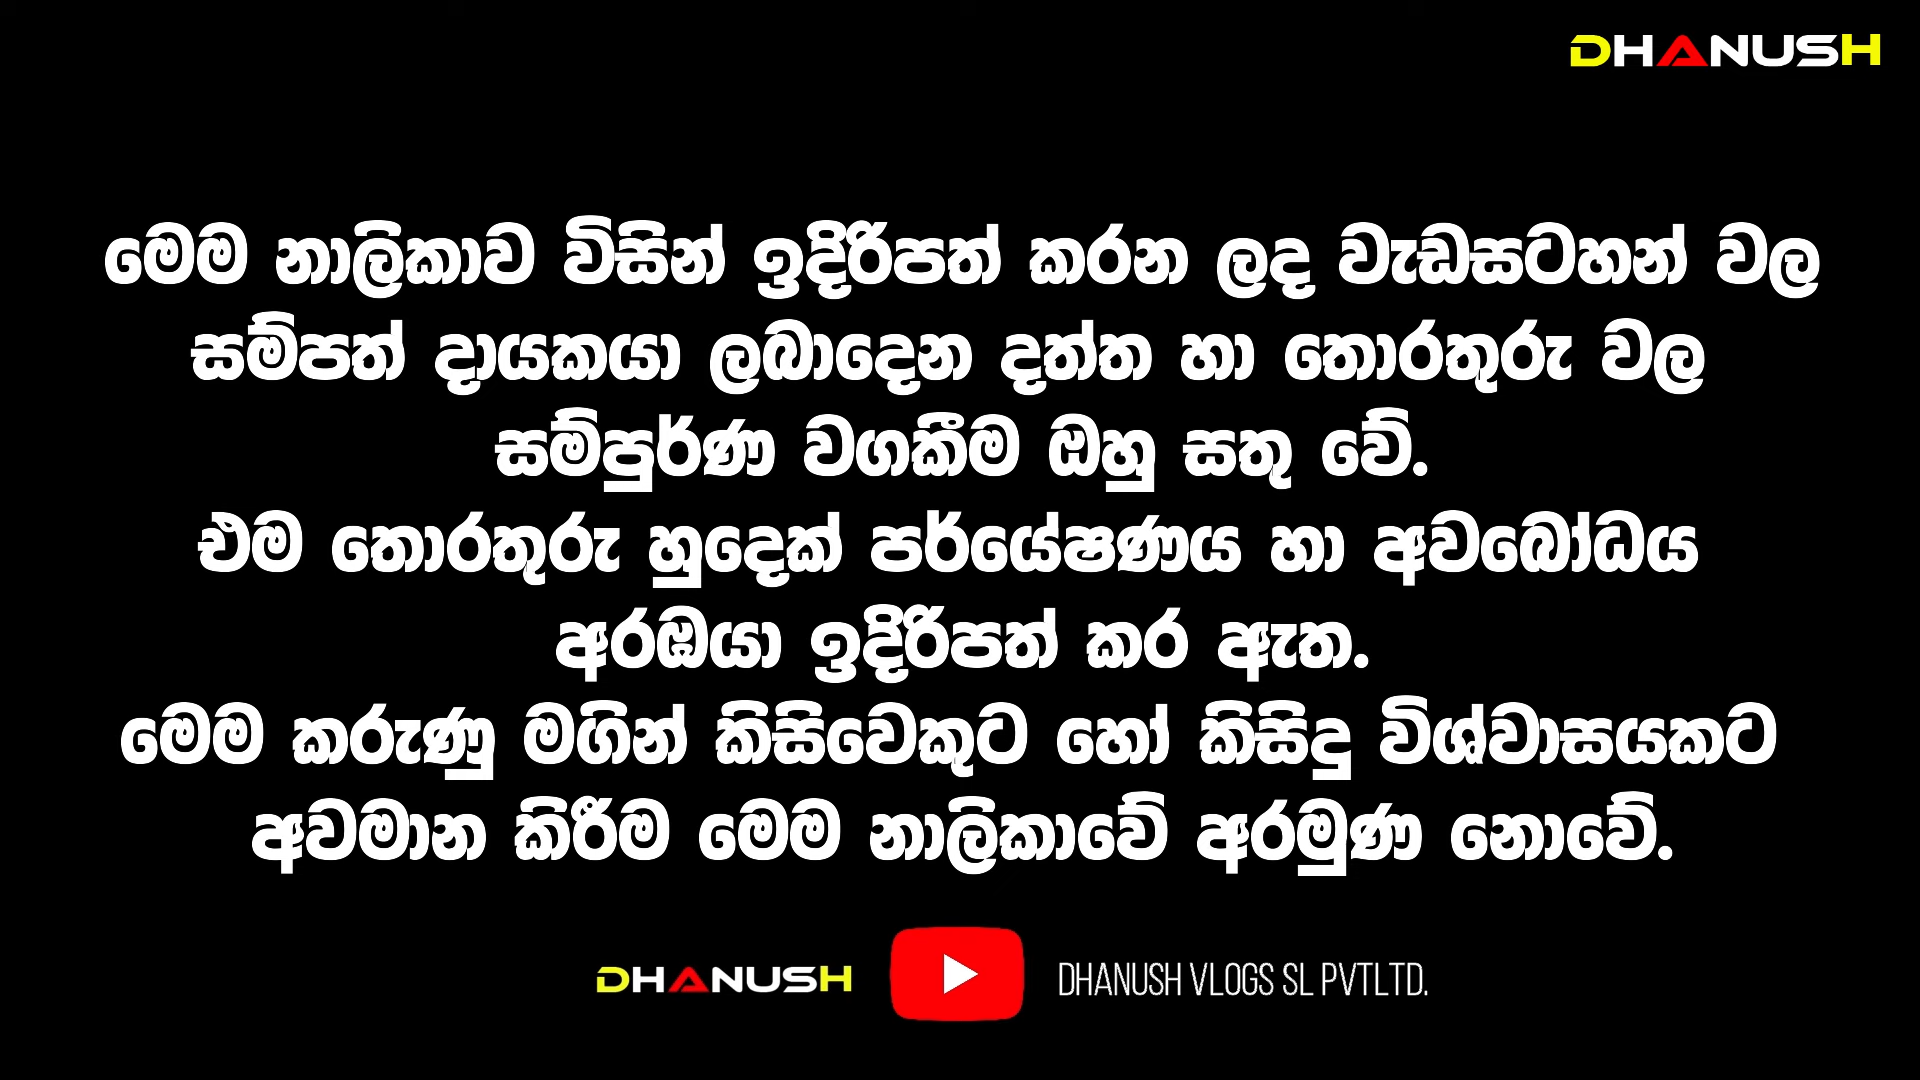 DHANUSH
මෙම නාලිකාව විසින් ඉදිරිපත් කරන ලද වැඩසටහන් වල
සම්පත් දායකයා ලබාදෙන දත්ත හා තොරතුරු වල
සම්පුර්ණ වගකීම ඔහු සතු වේ.
එම තොරතුරු හුදෙක් පර්යේෂණය හා අවබෝධය
අරඹයා ඉදිරිපත් කර ඇත.
මෙම කරුණු මගින් කිසිවෙකුට හෝ කිසිදු විශ්වාසයකට
අවමාන කිරීම මෙම නාලිකාවේ අරමුණ නොවේ.
DHANUSH DHANUSH VLOGS SL PVTLTD.